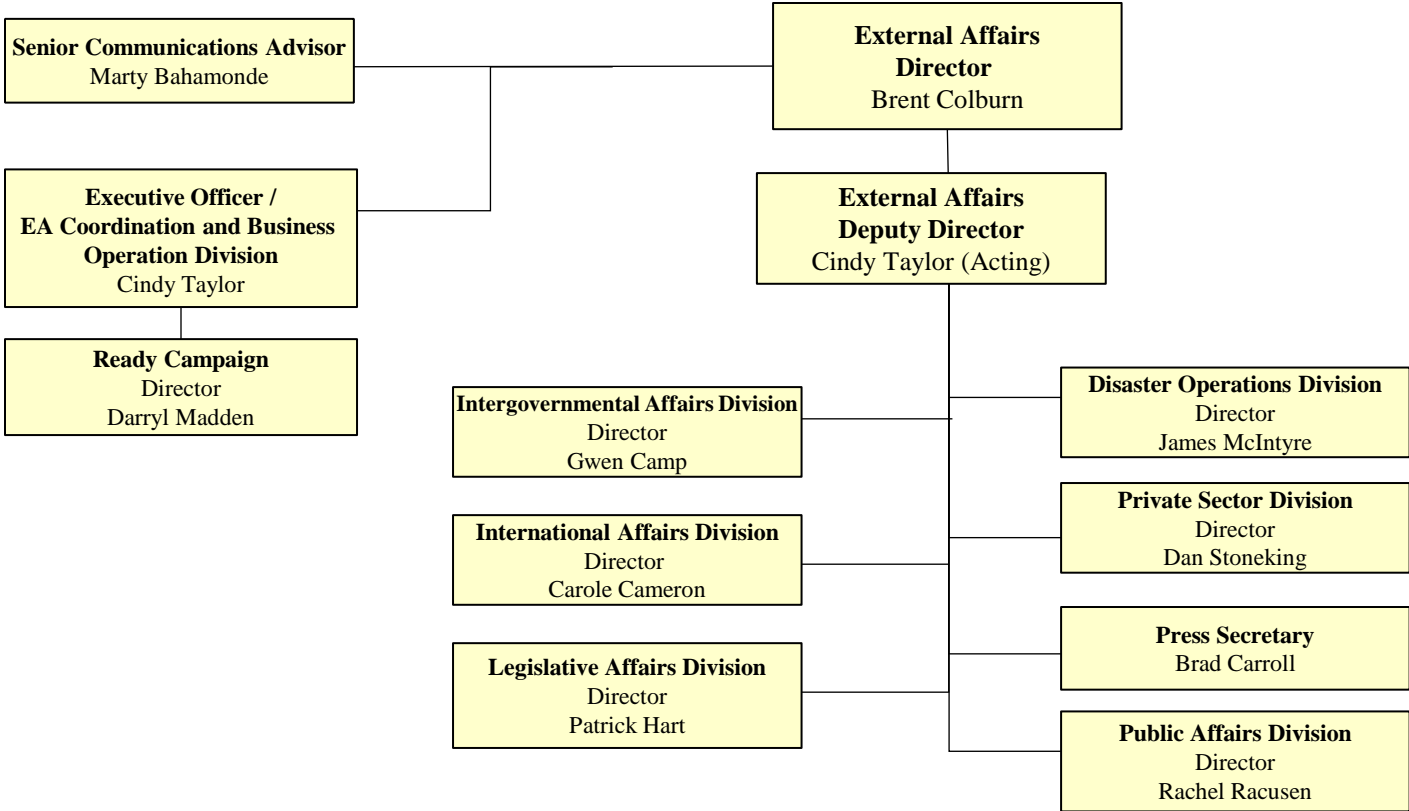 Senior Communications Advisor
Marty Bahamonde
External Affairs
Director
Brent Colburn
Executive Officer /
EA Coordination and Business
Operation Division
Cindy Taylor
External Affairs
Deputy Director
Cindy Taylor (Acting)
Ready Campaign
Director
Darryl Madden
Intergovernmental Affairs Division
Director
Gwen Camp
International Affairs Division
Director
Carole Cameron
Legislative Affairs Division
Director
Patrick Hart
Disaster Operations Division
Director
James McIntyre
Private Sector Division
Director
Dan Stoneking
Press Secretary
Brad Carroll
Public Affairs Division
Director
Rachel Racusen